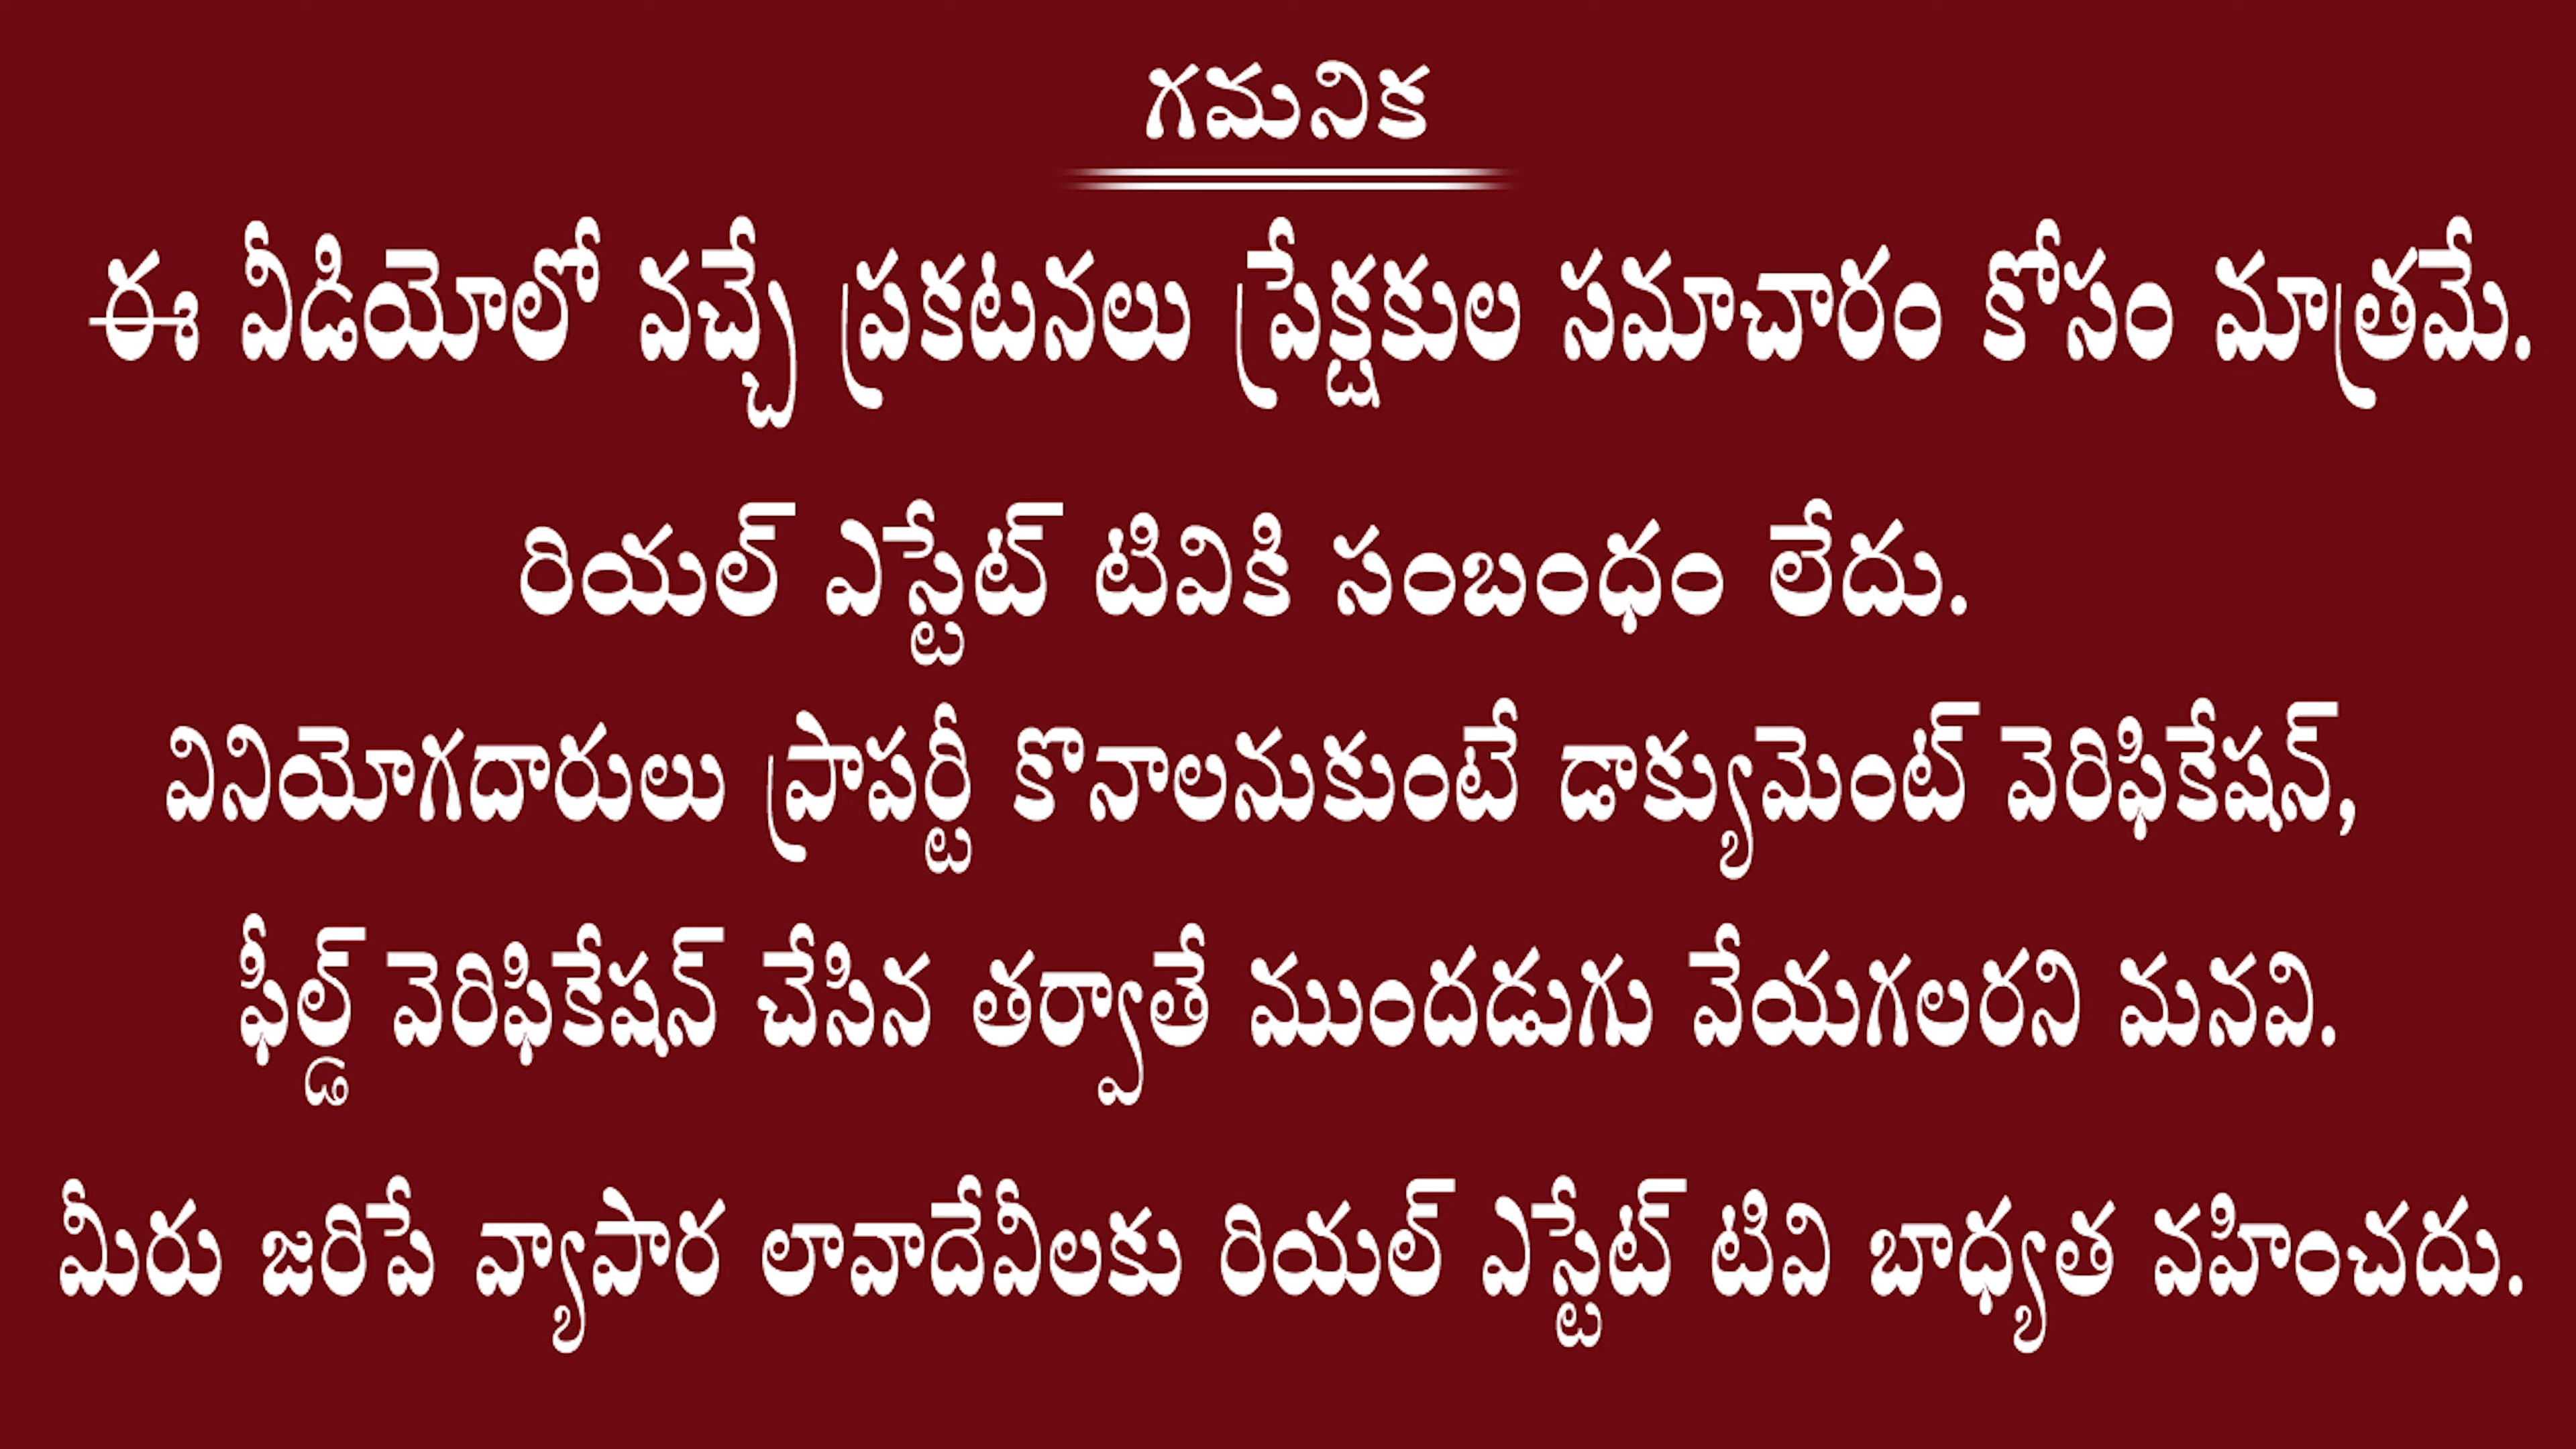 గమనిక
ఈ వీడియోలో వచ్చే ప్రకటనలు ప్రేక్షకుల సమాచారం కోసం మాత్రమే.
రియల్ ఎస్టేట్ టివికి సంబంధం లేదు.
వినియోగదారులు ప్రాపర్టీ కొనాలనుకుంటే డాక్యుమెంట్ వెరిఫికేషన్,
ఫీల్డ్ వెరిఫికేషన్ చేసిన తర్వాతే ముందడుగు వేయగలరని మనవి.
మీరు జరిపే వ్యాపార లావాదేవీలకు రియల్ ఎస్టేట్ టివి బాధ్యత వహించదు.